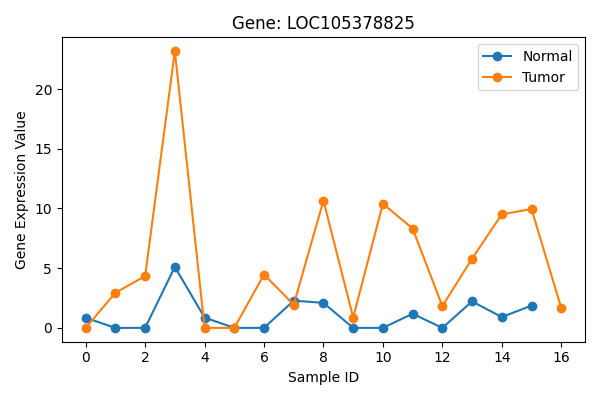 Gene: LOC105378825
Normal
Tumor
Gene Expression Value
20
15
10
5
0
0 2 4 6 8 10 12 14 16
Sample ID